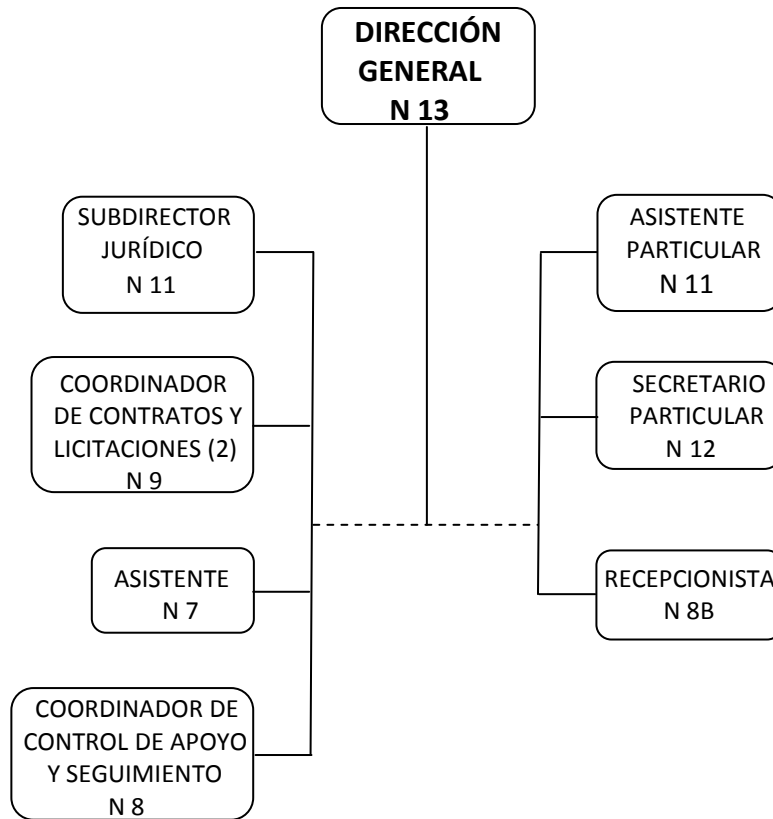 DIRECCIÓN
GENERAL
N 13
SUBDIRECTOR
JURÍDICO
N 11
COORDINADOR
DE CONTRATOS Y
LICITACIONES (2)
N 9
ASISTENTE
N 7
COORDINADOR DE
CONTROL DE APOYO
Y SEGUIMIENTO
N 8
ASISTENTE
PARTICULAR
N 11
SECRETARIO
PARTICULAR
N 12
RECEPCIONISTA
N 8B